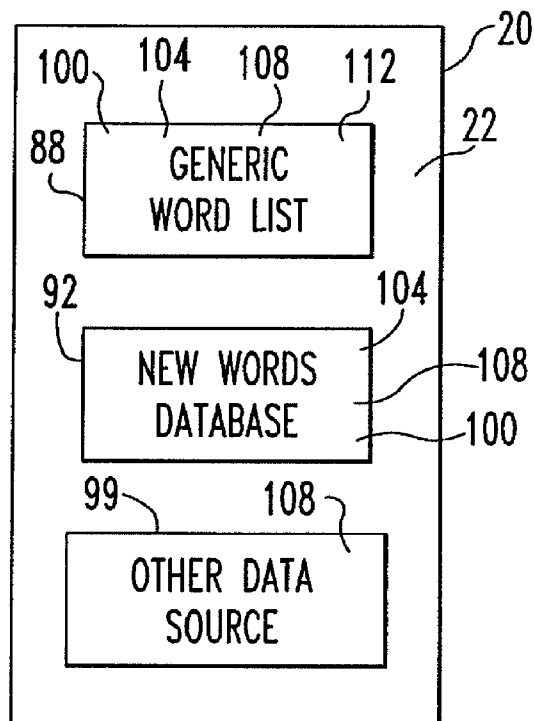 20
100 104 108 112
22
88
GENERIC
WORD LIST
92
104
NEW WORDS
DATABASE
108
100
99
108
OTHER DATA
SOURCE